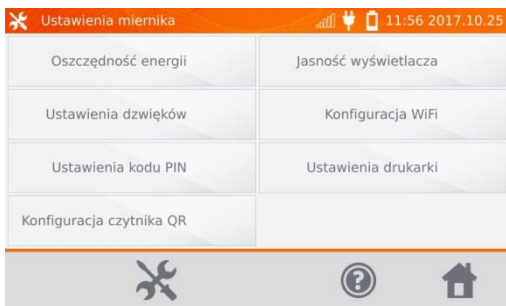 Ustawienia miernika 11:56 2017.10.25
Oszczędność energii Jasność wyświetlacza
Ustawienia dzwięków Konfiguracja WiFi
Ustawienia kodu PIN Ustawienia drukarki
Konfiguracja czytnika QR
?